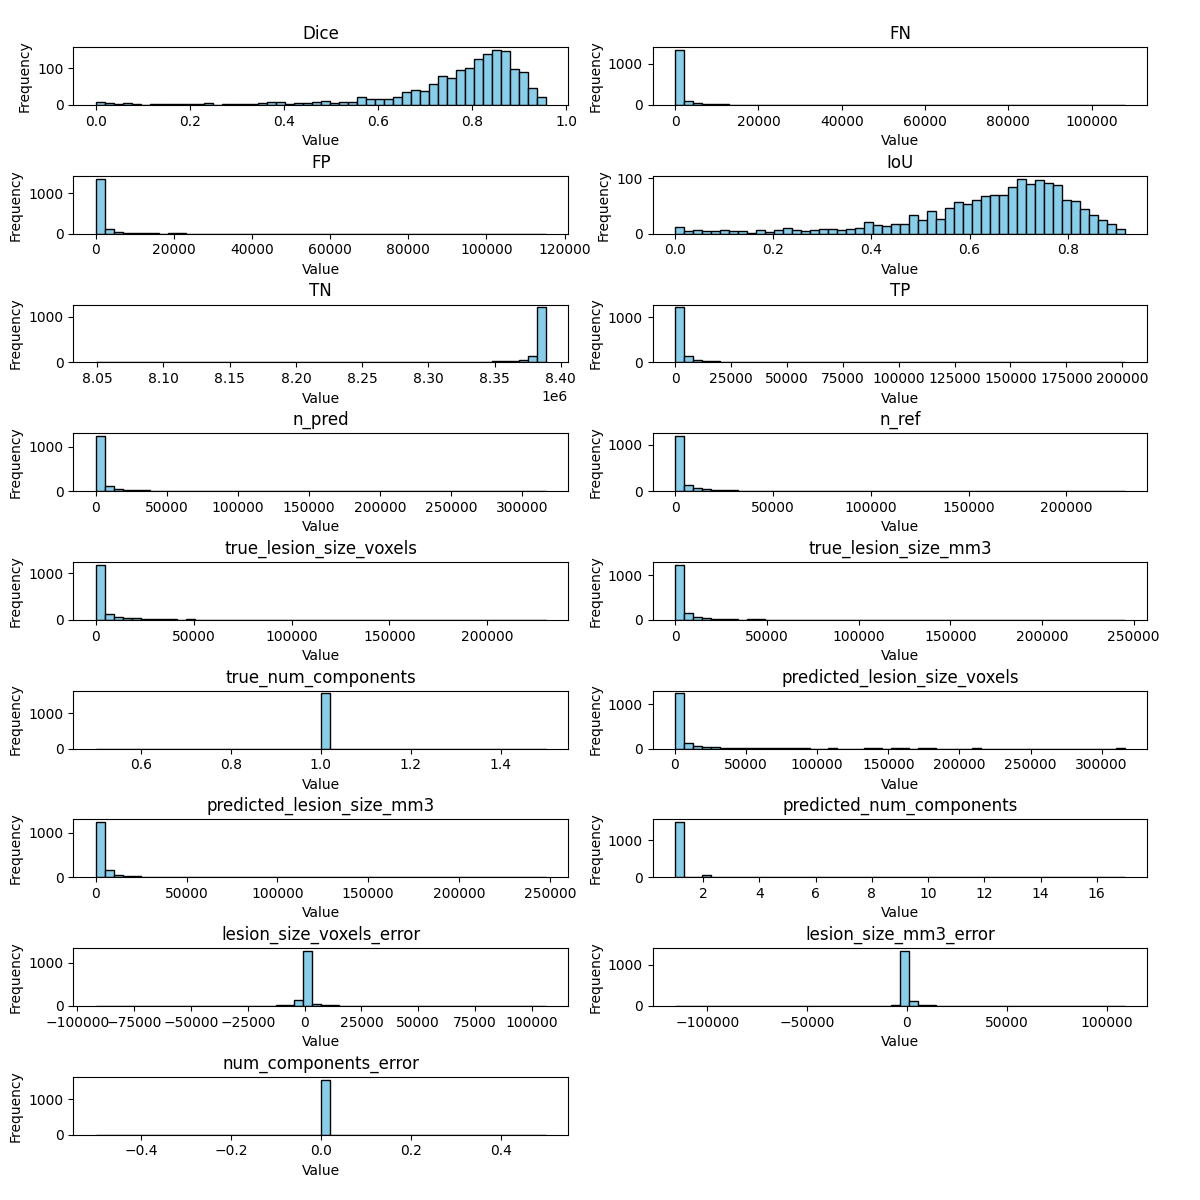 Dice
Frequency
100
0
0.0 0.2 0.4 0.6 0.8 1.0
Value
FN
Frequency
1000
0
0 20000 40000 60000 80000 100000
Value
FP
Frequency
1000
0
0 20000 40000 60000 80000 100000 120000
Value
IoU
Frequency
100
0
0.0 0.2 0.4 0.6 0.8
Value
TN
Frequency
1000
0
8.05 8.10 8.15 8.20 8.25 8.30 8.35 8.40
1e6
Value
TP
Frequency
1000
0
0 25000 50000 75000 100000 125000 150000 175000 200000
Value
n_pred
Frequency
1000
0
0 50000 100000 150000 200000 250000 300000
Value
n_ref
Frequency
1000
0
0 50000 100000 150000 200000
Value
true_lesion_size_voxels
Frequency
1000
0
0 50000 100000 150000 200000
Value
true_lesion_size_mm3
Frequency
1000
0
0 50000 100000 150000 200000 250000
Value
true_num_components
Frequency
1000
0
0.6 0.8 1.0 1.2 1.4
Value
predicted_lesion_size_voxels
Frequency
1000
0
0 50000 100000 150000 200000 250000 300000
Value
predicted_lesion_size_mm3
Frequency
1000
0
0 50000 100000 150000 200000 250000
Value
predicted_num_components
Frequency
1000
0
2 4 6 8 10 12 14 16
Value
lesion_size_voxels_error
Frequency
1000
0
−100000 −75000 −50000 −25000 0 25000 50000 75000 100000
Value
lesion_size_mm3_error
Frequency
1000
0
−100000 −50000 0 50000 100000
Value
num_components_error
Frequency
1000
0
−0.4 −0.2 0.0 0.2 0.4
Value